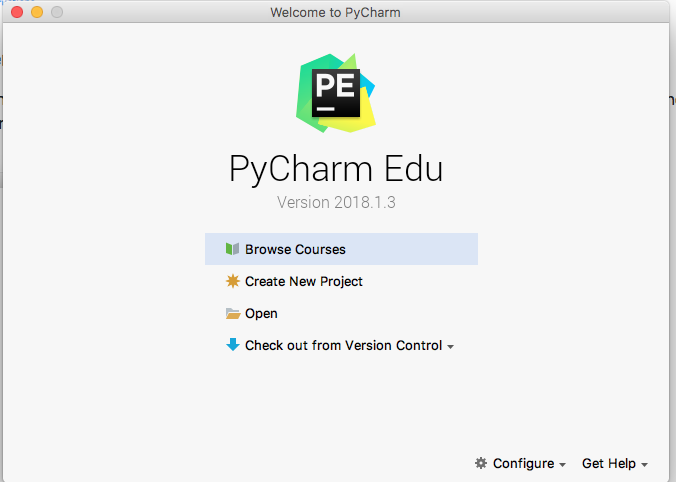 Welcome to PyCharm
PE
PyCharm Edu
Version 2018.1.3
Browse Courses
Create New Project
Open
Check out from Version Control
Configure Get Help